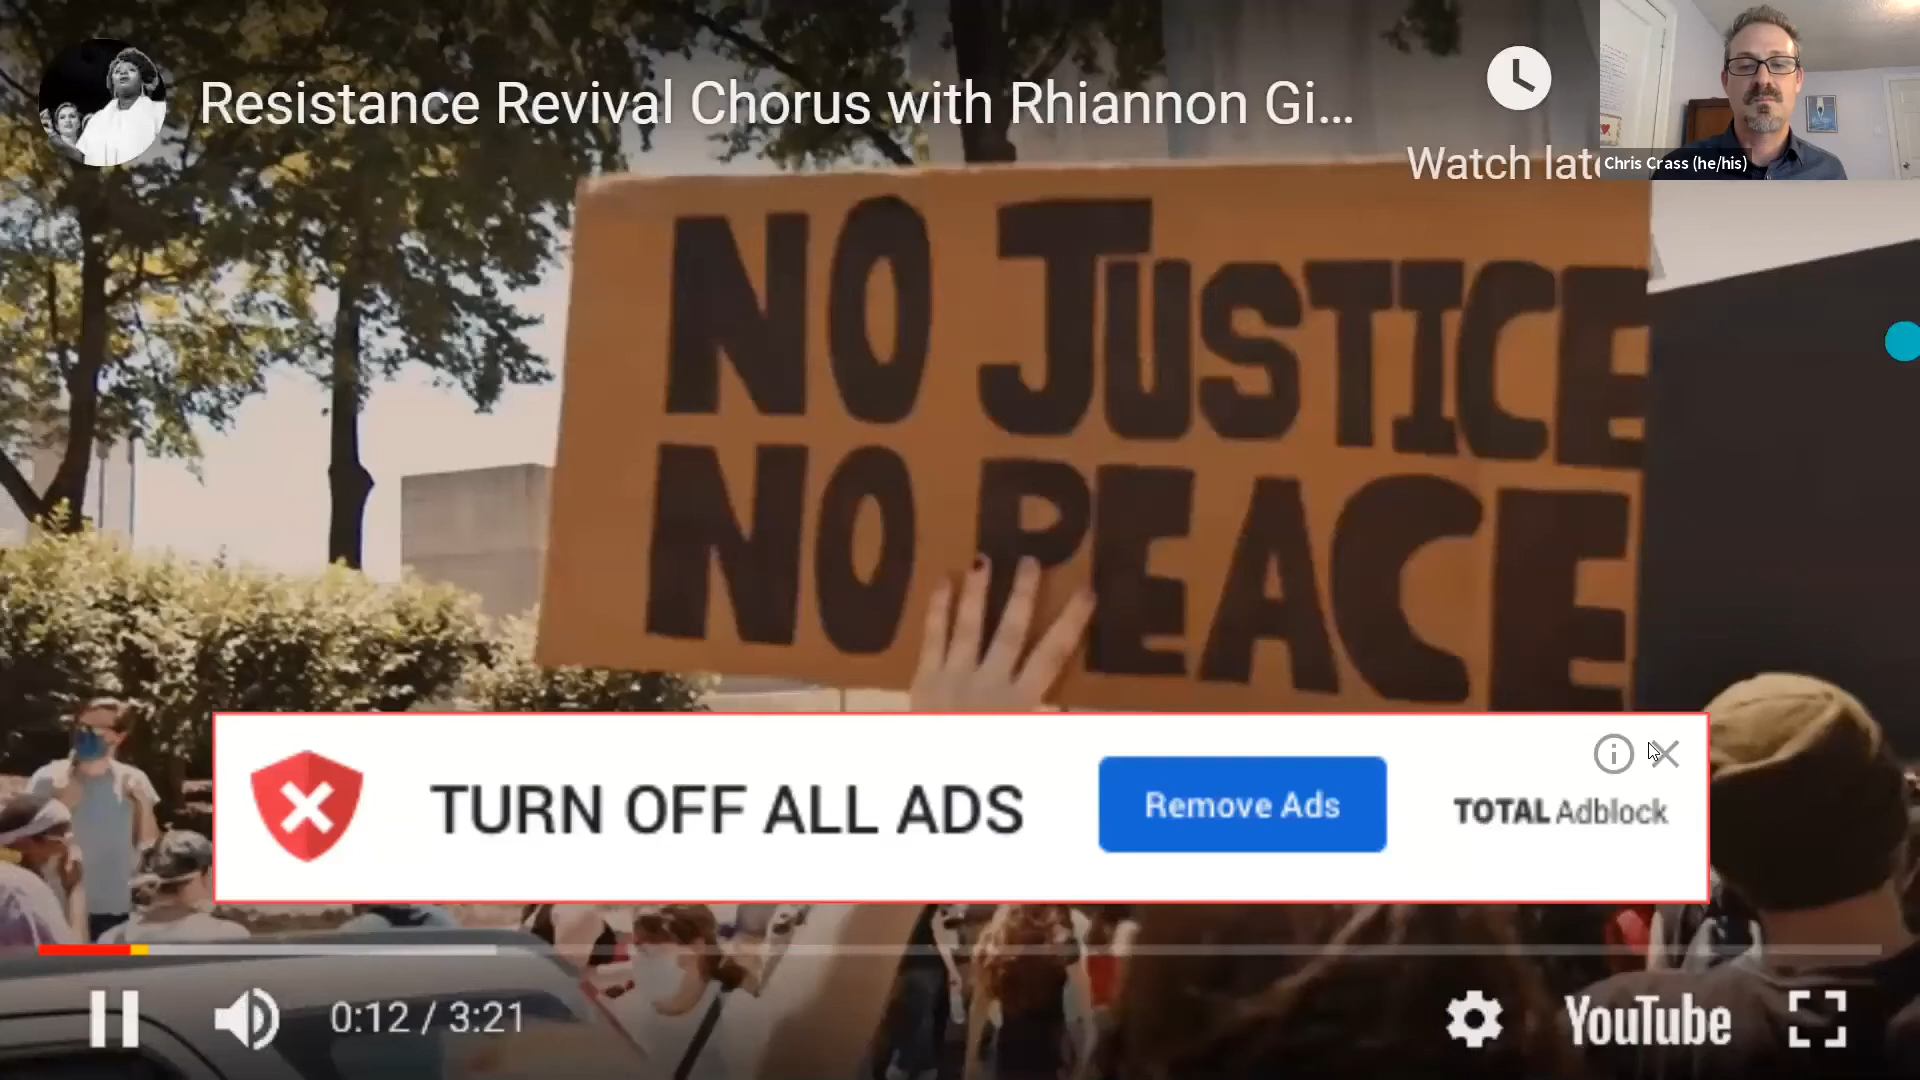 Resistance Revival Chorus with Rhiannon Gi...
Watch late
Chris Crass (he/his)
NO JUSTICE
NO PEACE
TURN OFF ALL ADS
Remove Ads
TOTAL Adblock
0:12 / 3:21
YouTube